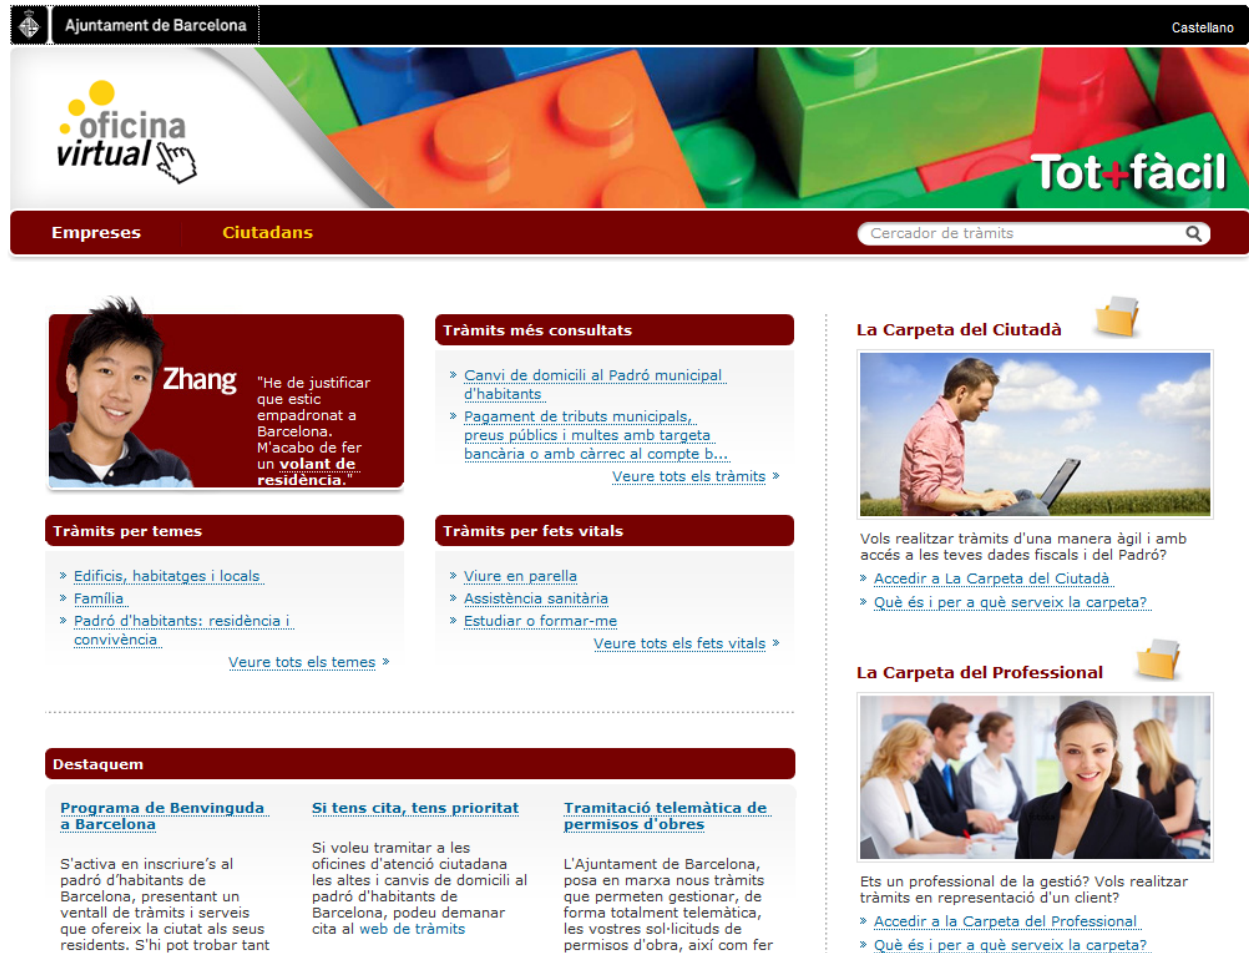 Ajuntament de Barcelona
Castellano
oficina
virtual
Tot+fàcil
Empreses
Ciutadans
Cercador de tràmits
Zhang
"He de justificar
que estic
empadronat a
Barcelona.
M'acabo de fer
un volant de
residència."
Tràmits més consultats
» Canvi de domicili al Padró municipal
d'habitants
» Pagament de tributs municipals,
preus públics i multes amb targeta
bancària o amb càrrec al compte b...
Veure tots els tràmits »
Tràmits per temes
» Edificis, habitatges i locals
» Família
» Padró d'habitants: residència i
convivència
Veure tots els temes »
Tràmits per fets vitals
» Viure en parella
» Assistència sanitària
» Estudiar o formar-me
Veure tots els fets vitals »
Destaquem
Programa de Benvinguda
a Barcelona
S'activa en inscriure’s al
padró d’habitants de
Barcelona, presentant un
ventall de tràmits i serveis
que ofereix la ciutat als seus
residents. S'hi pot trobar tant
Si tens cita, tens prioritat
Si voleu tramitar a les
oficines d'atenció ciutadana
les altes i canvis de domicili al
padró d'habitants de
Barcelona, podeu demanar
cita al web de tràmits
Tramitació telemàtica de
permisos d'obres
L'Ajuntament de Barcelona,
posa en marxa nous tràmits
que permeten gestionar, de
forma totalment telemàtica,
les vostres sol·licituds de
permisos d'obra, així com fer
La Carpeta del Ciutadà
Vols realitzar tràmits d'una manera àgil i amb
accés a les teves dades fiscals i del Padró?
» Accedir a La Carpeta del Ciutadà
» Què és i per a què serveix la carpeta?
La Carpeta del Professional
Ets un professional de la gestió? Vols realitzar
tràmits en representació d'un client?
» Accedir a la Carpeta del Professional
» Què és i per a què serveix la carpeta?